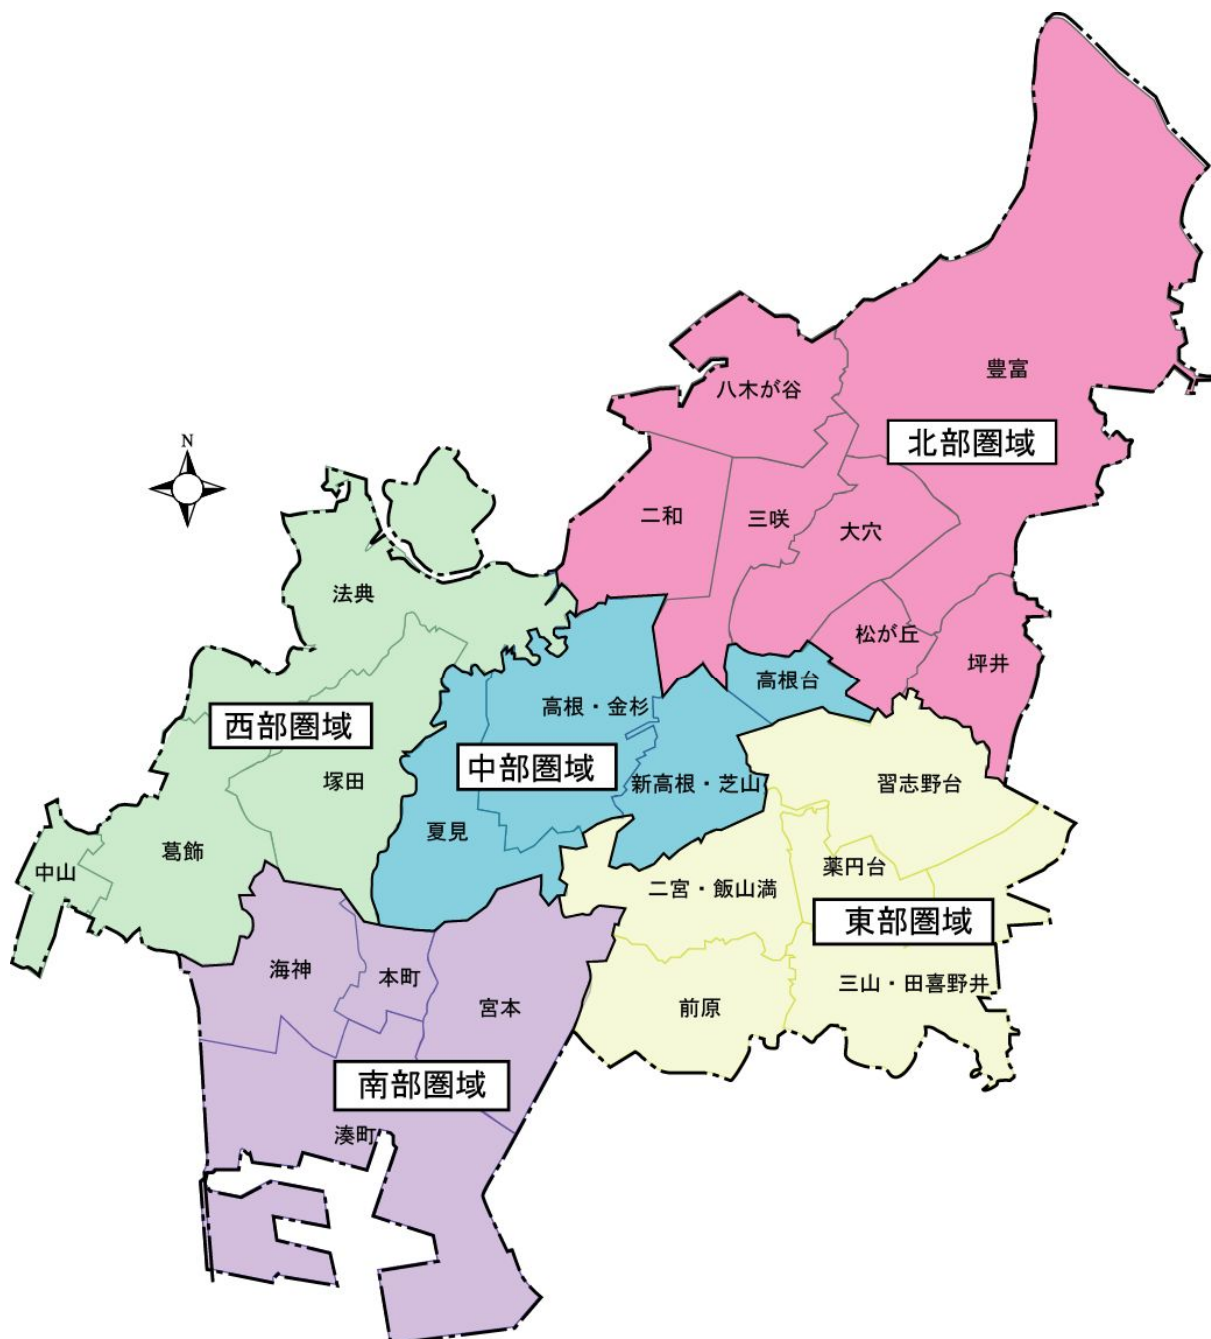 豊富
八木が谷
北部圏域
N
二和
三咲
大穴
法典
松が丘
坪井
高根台
高根・金杉
西部圏域
中部圏域
塚田
新高根・芝山
習志野台
夏見
葛飾
中山
薬円台
二宮・飯山満
東部圏域
海神
本町
三山・田喜野井
宮本
前原
南部圏域
湊町